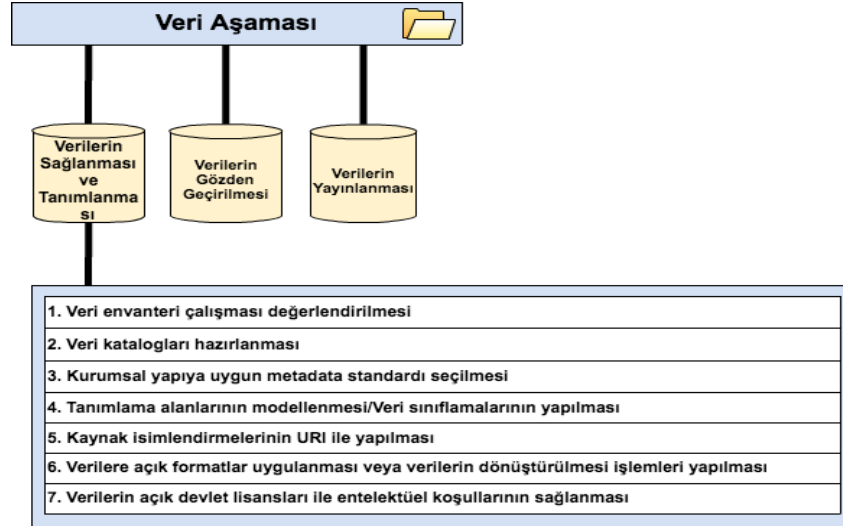 Veri Aşaması
Verilerin
Sağlanması
ve
Tanımlanma
sı
Verilerin
Gözden
Geçirilmesi
Verilerin
Yayınlanması
1. Veri envanteri çalışması değerlendirilmesi
2. Veri katalogları hazırlanması
3. Kurumsal yapıya uygun metadata standardı seçilmesi
4. Tanımlama alanlarının modellenmesi/Veri sınıflamalarının yapılması
5. Kaynak isimlendirmelerinin URI ile yapılması
6. Verilere açık formatlar uygulanması veya verilerin dönüştürülmesi işlemleri yapılması
7. Verilerin açık devlet lisansları ile entelektüel koşullarının sağlanması